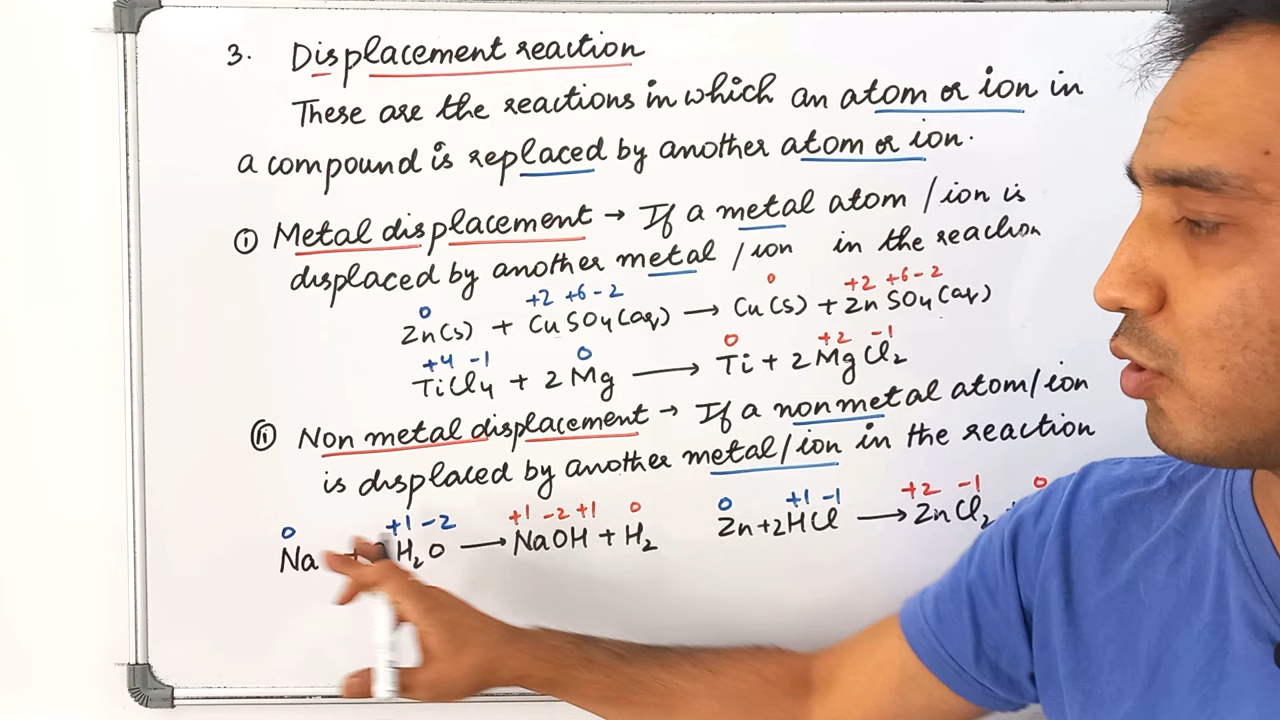 3. Displacement reaction
These are the reactions in which an atom or ion in
a compound is replaced by another atom or ion.
(i) Metal displacement → If a metal atom / ion is
displaced by another metal / ion in the reaction
0 +2 +6 -2 0 +2 +6 -2
Zn(s) + CuSO4(aq) → Cu(s) + ZnSO4(aq)
+4 -1 0 0 +2 -1
TiCl4 + 2Mg → Ti + 2MgCl2
(ii) Non metal displacement → If a nonmetal atom/ion
is displaced by another metal/ion in the reaction
0 +1 -2 +1 -2 +1 0 0 +1 -1 +2 -1 0
Na + H2O → NaOH + H2 Zn+2HCl → ZnCl2 +